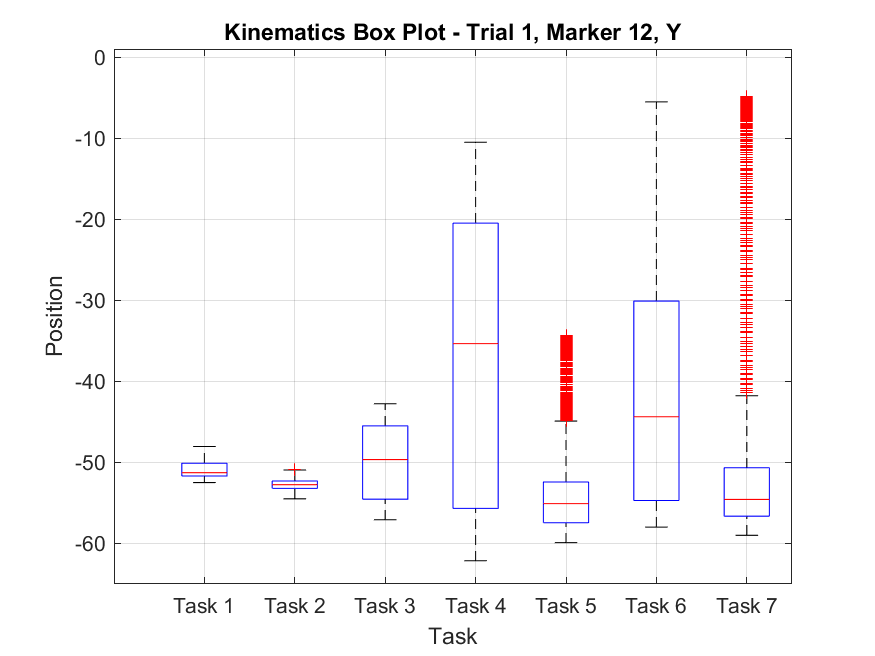 Kinematics Box Plot - Trial 1, Marker 12, Y
0
-10
-20
-30
-40
-50
-60
Position
Task 1 Task 2 Task 3 Task 4 Task 5 Task 6 Task 7
Task